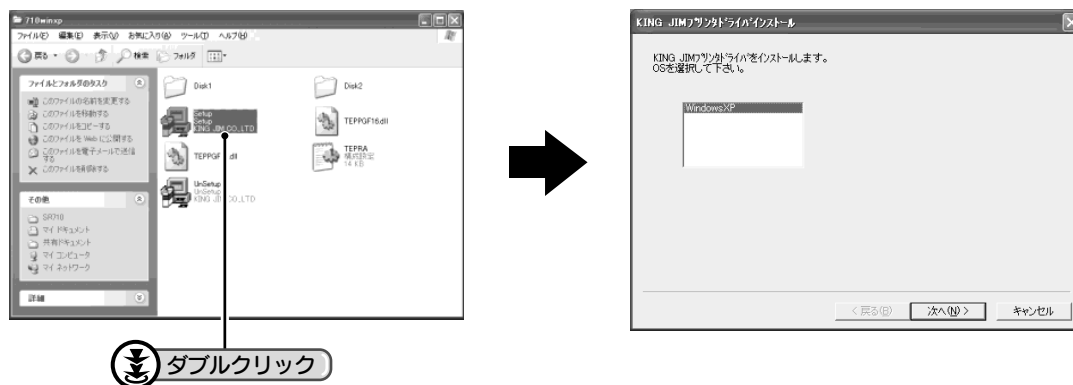 710winxp
ファイル(F) 編集(E) 表示(V) お気に入り(A) ツール(T) ヘルプ(H)
戻る 検索 フォルダ
ファイルとフォルダのタスク
このファイルの名前を変更する
このファイルを移動する
このファイルをコピーする
このファイルを Web に公開する
このファイルを電子メールで送信する
このファイルを削除する
その他
SR710
マイ ドキュメント
共有ドキュメント
マイ コンピュータ
マイ ネットワーク
詳細
Disk1
Disk2
Setup
Setup
KING JIM CO.,LTD
TEPPGF16.dll
TEPPGF .dll
TEPRA
構成設定
14 KB
UnSetup
UnSetup
KING JIM CO.,LTD
ダブルクリック
KING JIMプリンタドライバインストール
KING JIMプリンタドライバをインストールします。
OSを選択して下さい。
WindowsXP
< 戻る(B) 次へ(N) > キャンセル